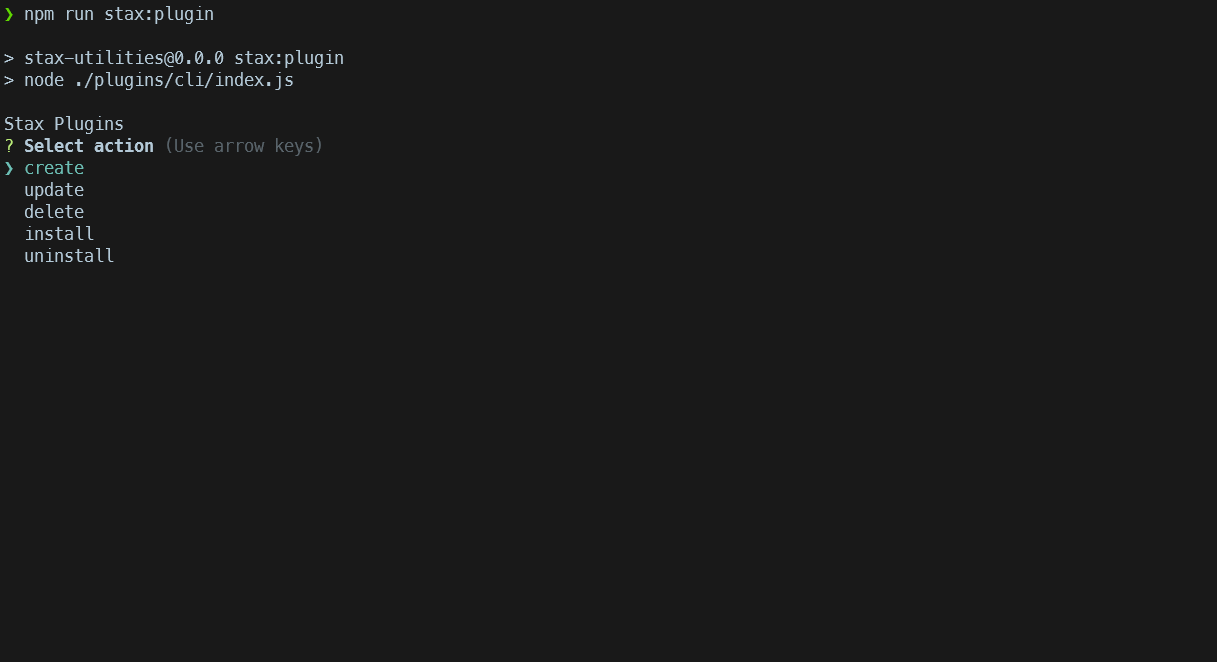 ❯ npm run stax:plugin
> stax-utilities@0.0.0 stax:plugin
> node ./plugins/cli/index.js
Stax Plugins
? Select action (Use arrow keys)
❯ create
update
delete
install
uninstall